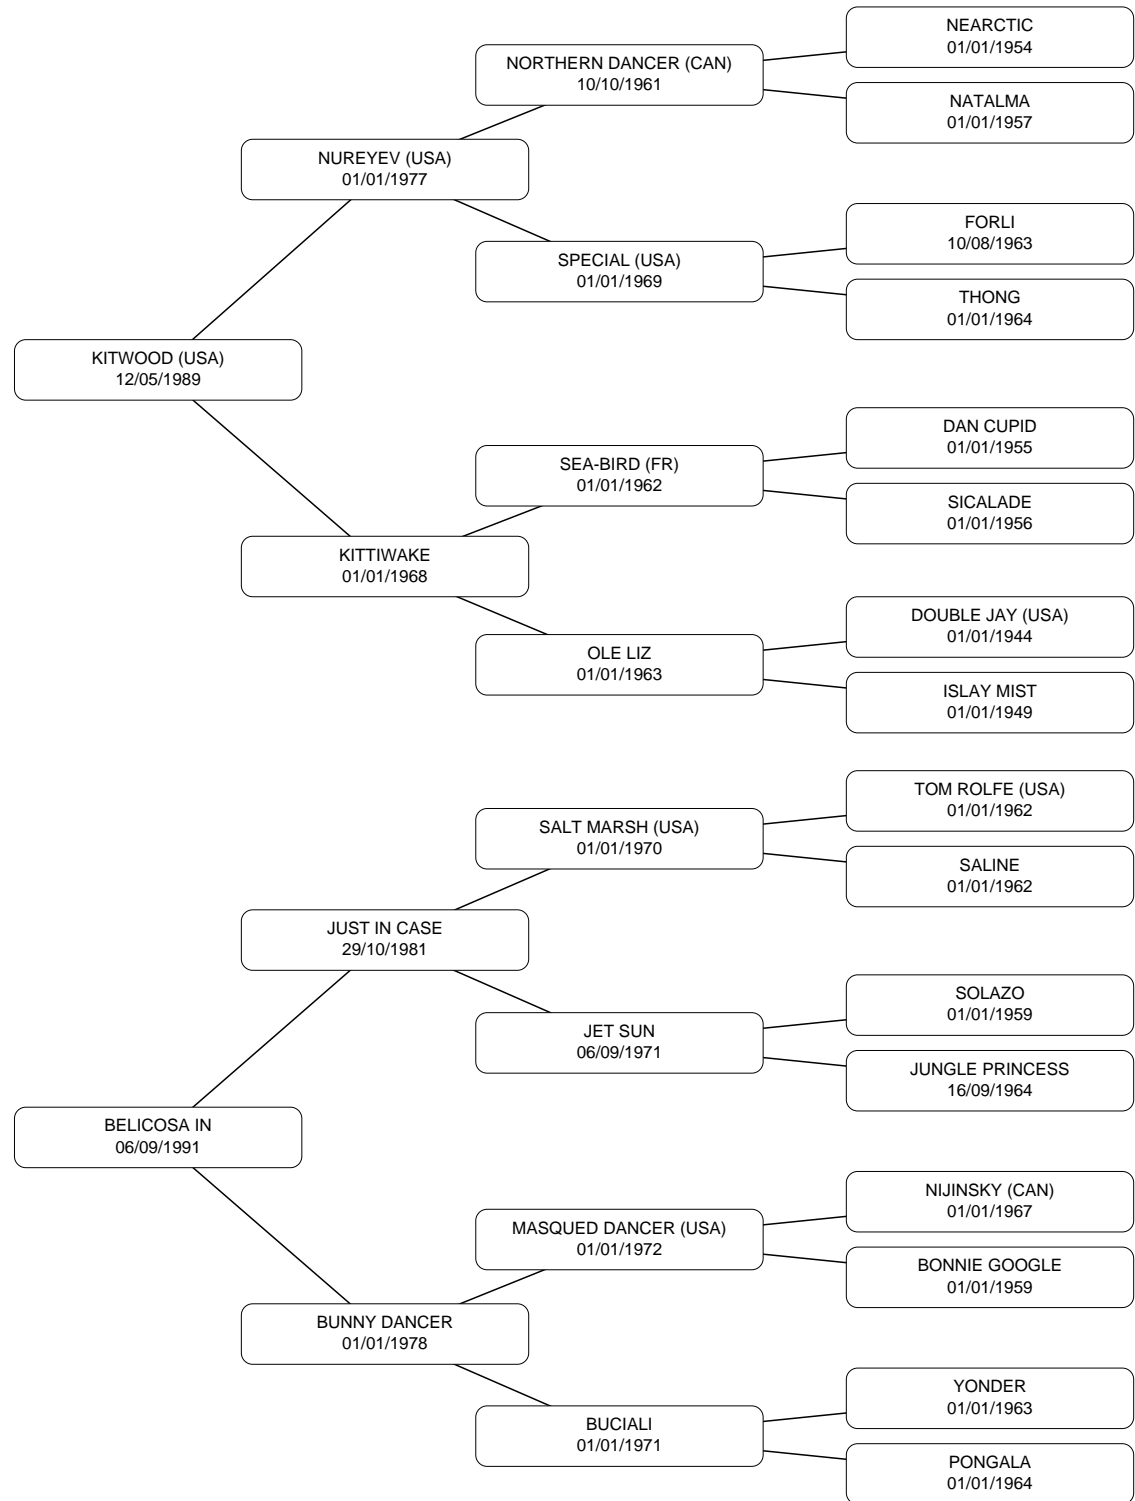 NEARCTIC
01/01/1954
NORTHERN DANCER (CAN)
10/10/1961
NATALMA
01/01/1957
NUREYEV (USA)
01/01/1977
FORLI
10/08/1963
SPECIAL (USA)
01/01/1969
THONG
01/01/1964
KITWOOD (USA)
12/05/1989
DAN CUPID
01/01/1955
SEA-BIRD (FR)
01/01/1962
SICALADE
01/01/1956
KITTIWAKE
01/01/1968
DOUBLE JAY (USA)
01/01/1944
OLE LIZ
01/01/1963
ISLAY MIST
01/01/1949
TOM ROLFE (USA)
01/01/1962
SALT MARSH (USA)
01/01/1970
SALINE
01/01/1962
JUST IN CASE
29/10/1981
SOLAZO
01/01/1959
JET SUN
06/09/1971
JUNGLE PRINCESS
16/09/1964
BELICOSA IN
06/09/1991
NIJINSKY (CAN)
01/01/1967
MASQUED DANCER (USA)
01/01/1972
BONNIE GOOGLE
01/01/1959
BUNNY DANCER
01/01/1978
YONDER
01/01/1963
BUCIALI
01/01/1971
PONGALA
01/01/1964